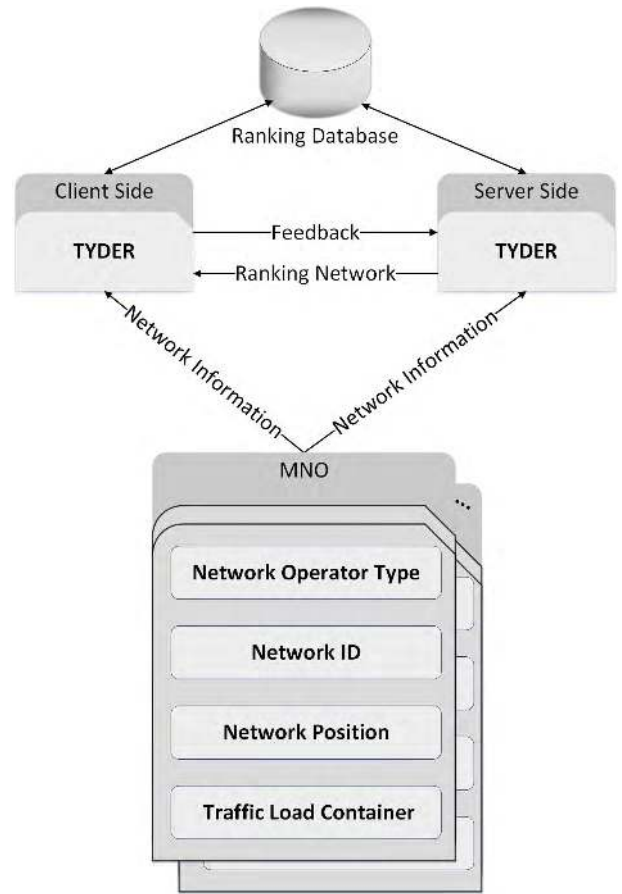 Ranking Database
Client Side
Server Side
TYDER
TYDER
Feedback
Ranking Network
Network Information
Network Information
MNO
...
Network Operator Type
Network ID
Network Position
Traffic Load Container